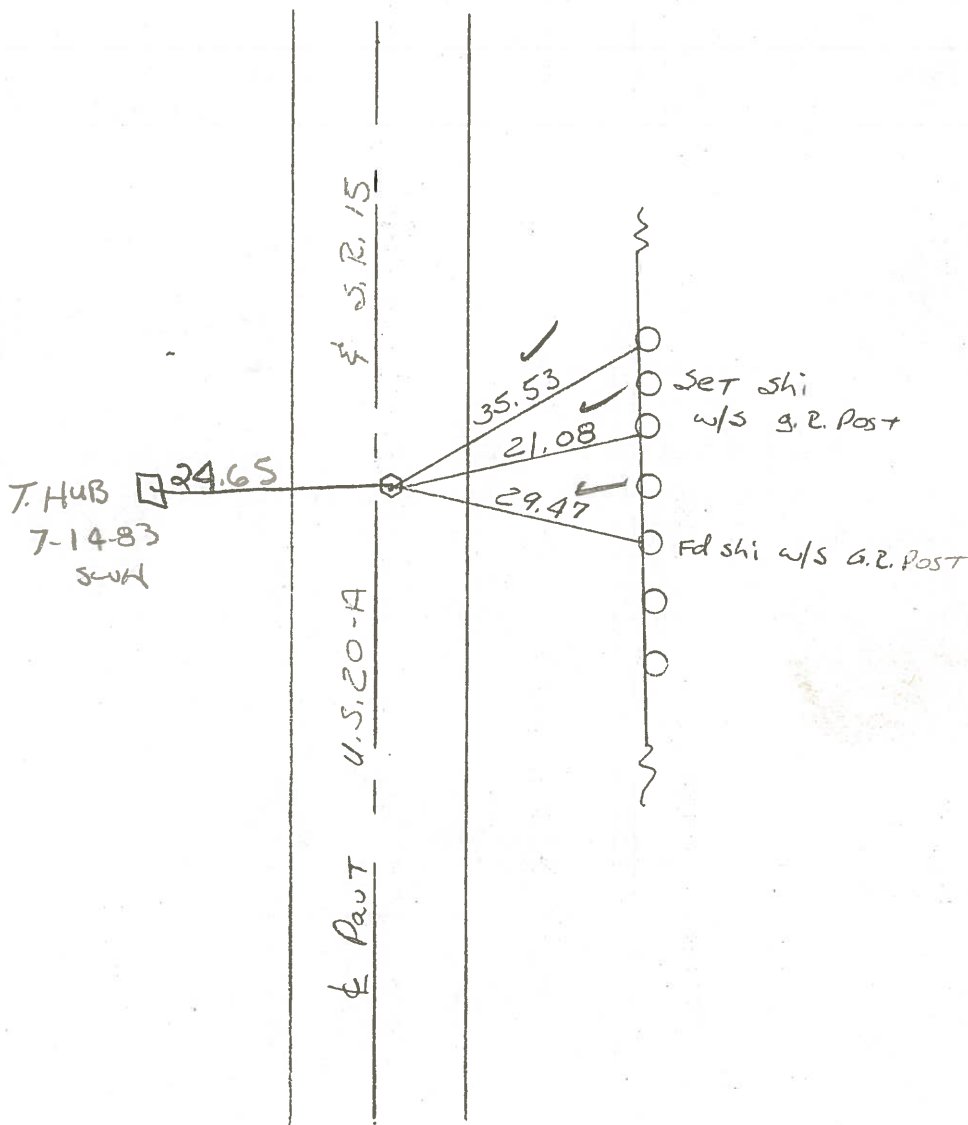 & S.R. 15
35.53
Set shi
w/s g.R. Post
21.08
24.65
T. HUB
7-14-83
29.47
Fd shi w/s G.R. POST
U.S. 20-A
℄ Pavt